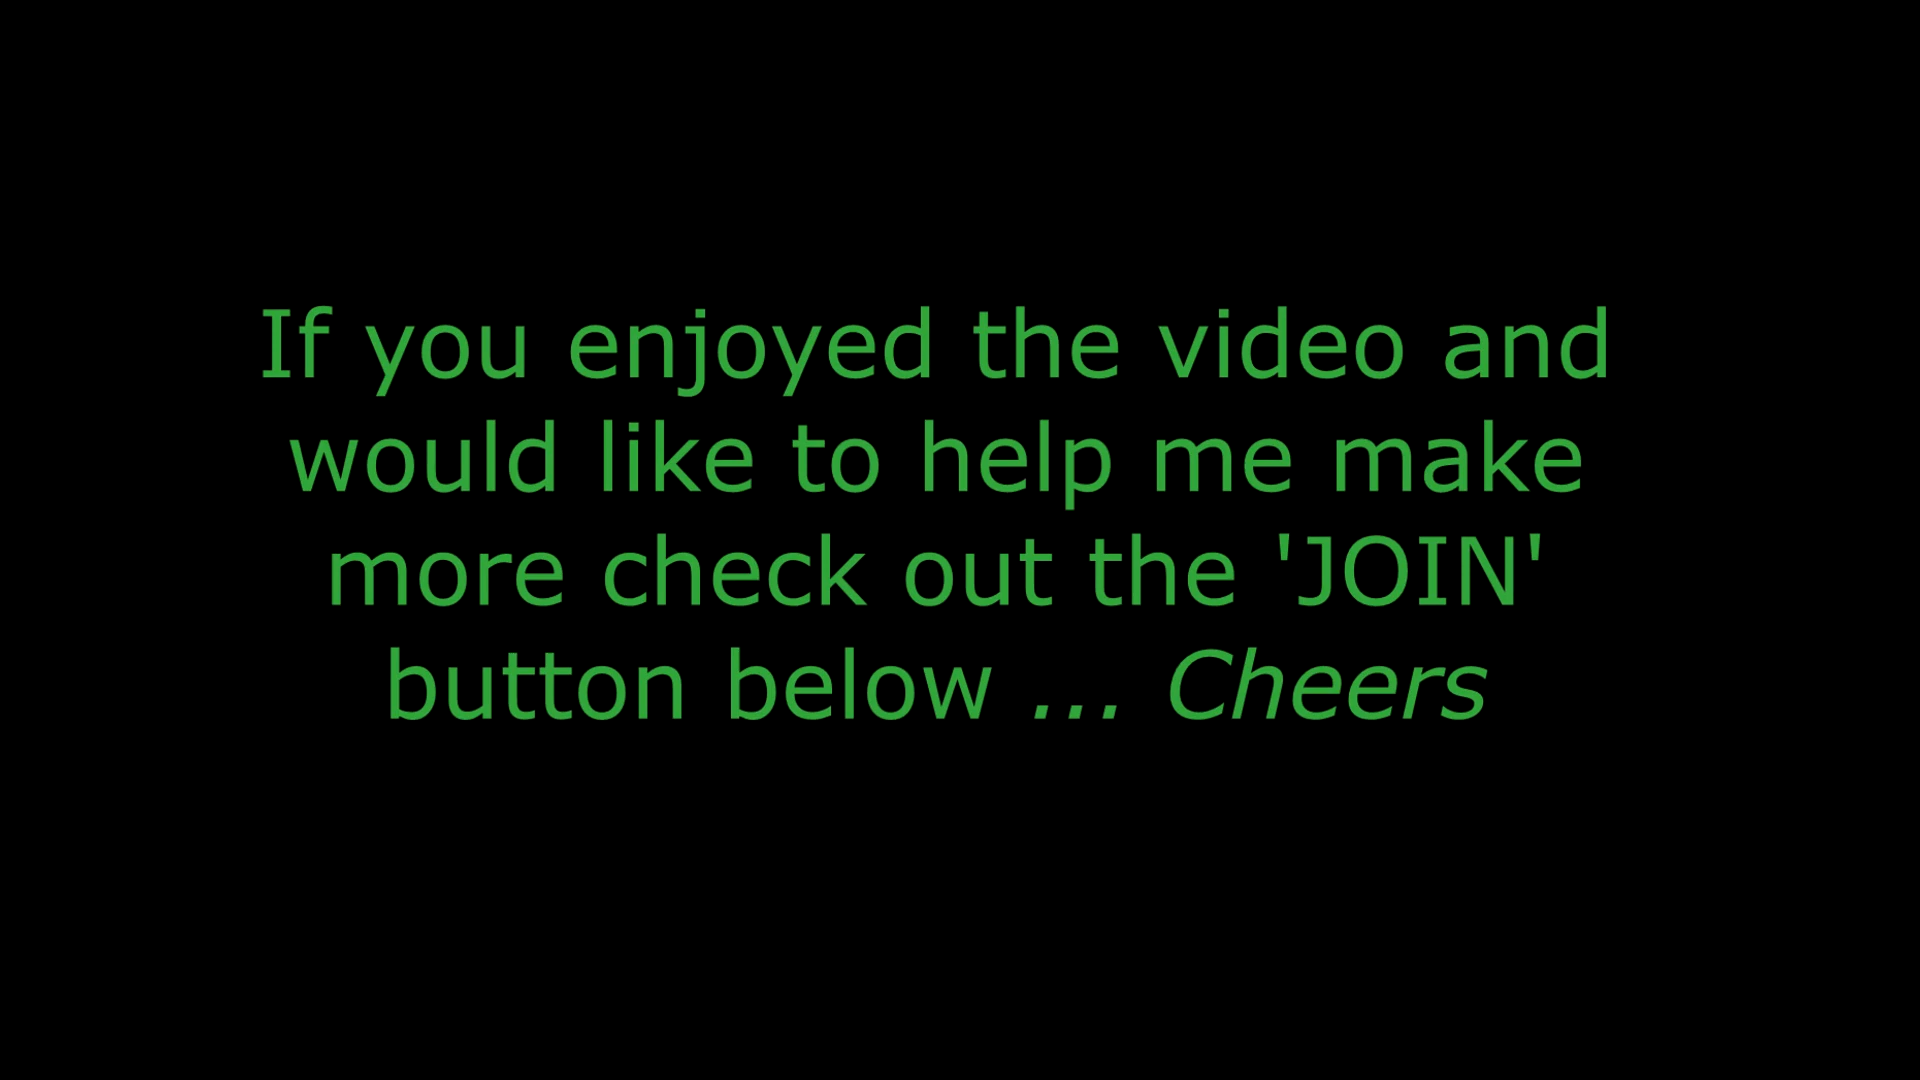 If you enjoyed the video and
would like to help me make
more check out the 'JOIN'
button below ... Cheers